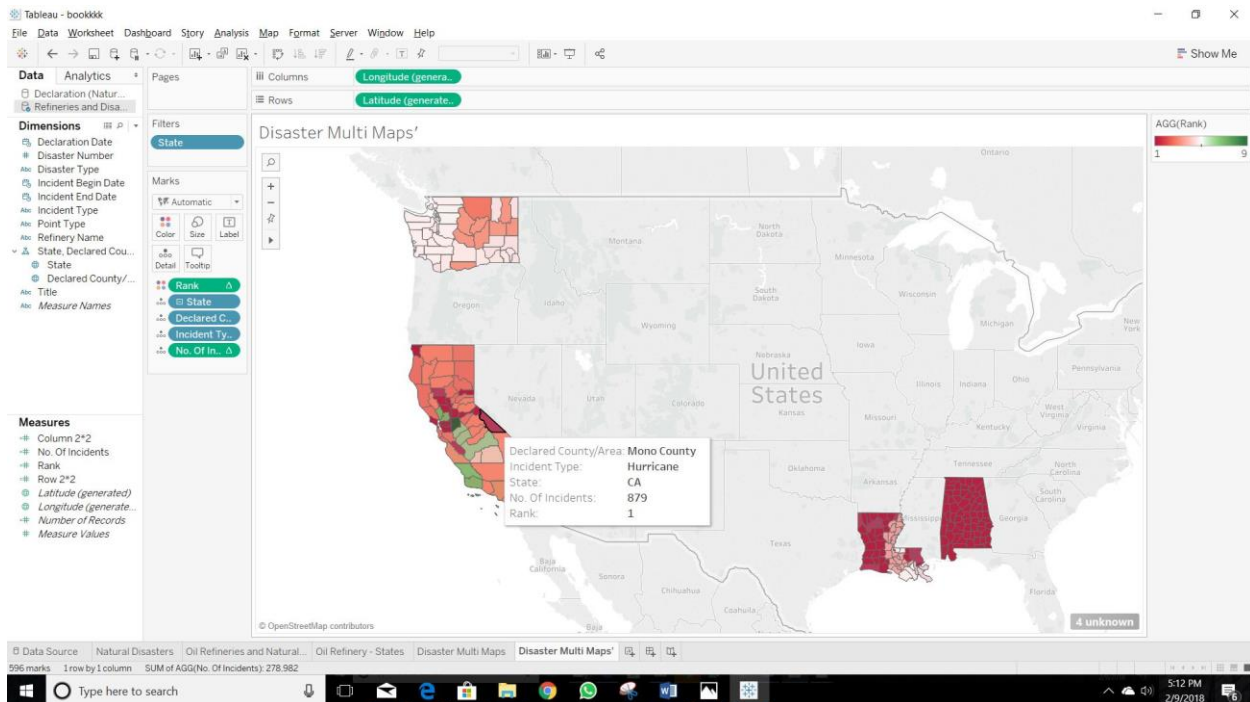 Tableau - bookkkk
File Data Worksheet Dashboard Story Analysis Map Format Server Window Help
Show Me
Data Analytics
Declaration (Natur...
Refineries and Disa...
Dimensions
Declaration Date
Disaster Number
Abc Disaster Type
Incident Begin Date
Incident End Date
Abc Incident Type
Abc Point Type
Abc Refinery Name
State, Declared Cou...
State
Declared County/...
Abc Title
Abc Measure Names
Measures
Column 2*2
No. Of Incidents
Rank
Row 2*2
Latitude (generated)
Longitude (generate...
Number of Records
Measure Values
Pages
Filters
State
Marks
Automatic
Color Size Label
Detail Tooltip
Rank
State
Declared C..
Incident Ty..
No. Of In..
Columns Longitude (genera..
Rows Latitude (generate..
Disaster Multi Maps'
Ontario
Montana
North Dakota
Minnesota
Oregon
Idaho
South Dakota
Wisconsin
Wyoming
Michigan
New York
Iowa
Nebraska
Pennsylvania
United States
Nevada
Utah
Colorado
Kansas
Illinois
Indiana
Ohio
Missouri
West Virginia
Kentucky
Virginia
Oklahoma
Arkansas
Tennessee
North Carolina
South Carolina
Mississippi
Georgia
Texas
Florida
Baja California
Sonora
Chihuahua
Coahuila
Baja
Declared County/Area: Mono County
Incident Type: Hurricane
State: CA
No. Of Incidents: 879
Rank: 1
© OpenStreetMap contributors
4 unknown
AGG(Rank)
1 9
Data Source Natural Disasters Oil Refineries and Natural... Oil Refinery - States Disaster Multi Maps Disaster Multi Maps'
596 marks 1 row by 1 column SUM of AGG(No. Of Incidents): 278.982
Type here to search
5:12 PM
2/9/2018
6